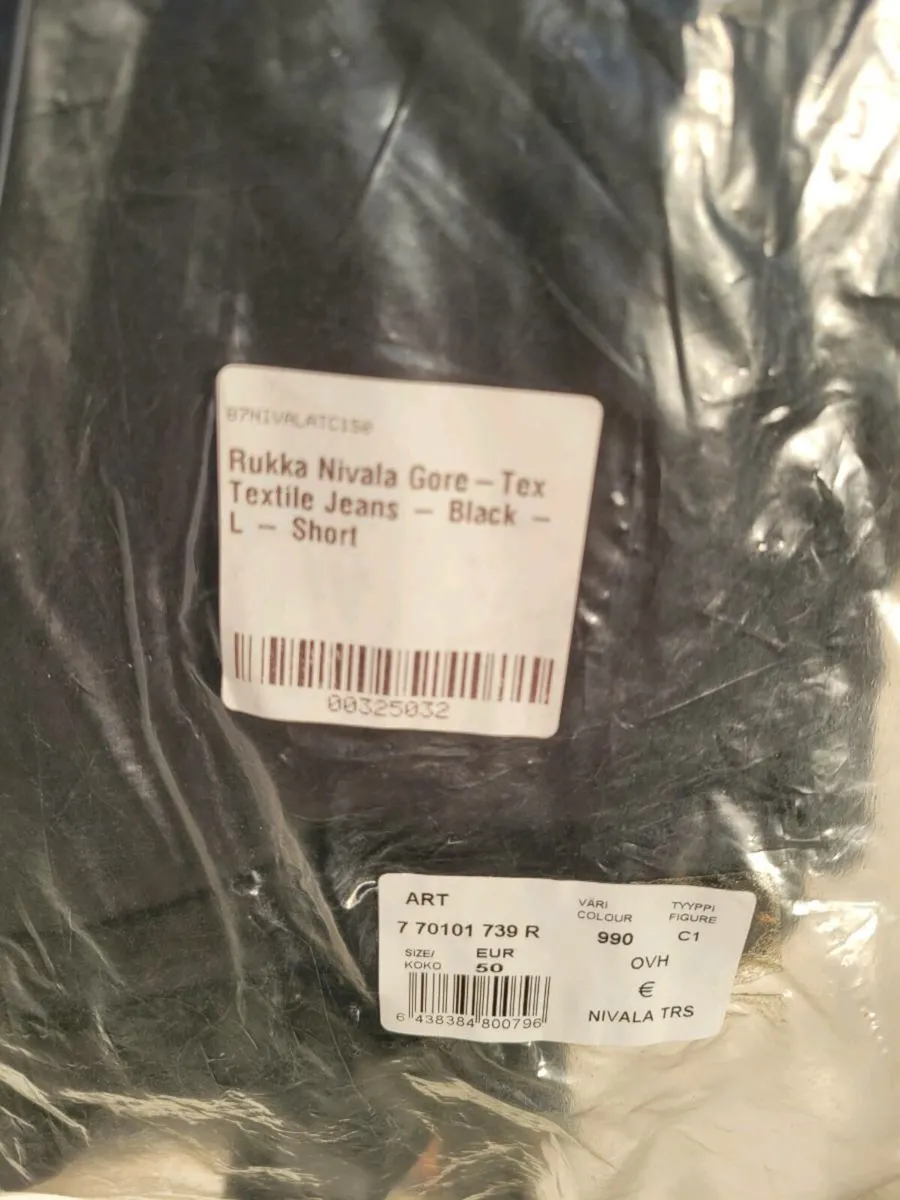 B7NIVALATC150
Rukka Nivala Gore-Tex
Textile Jeans - Black -
L - Short
00325032
ART
7 70101 739 R
SIZE/
KOKO
EUR
50
6 438384 800796
VÄRI
COLOUR
990
TYYPPI
FIGURE
C1
OVH
€
NIVALA TRS